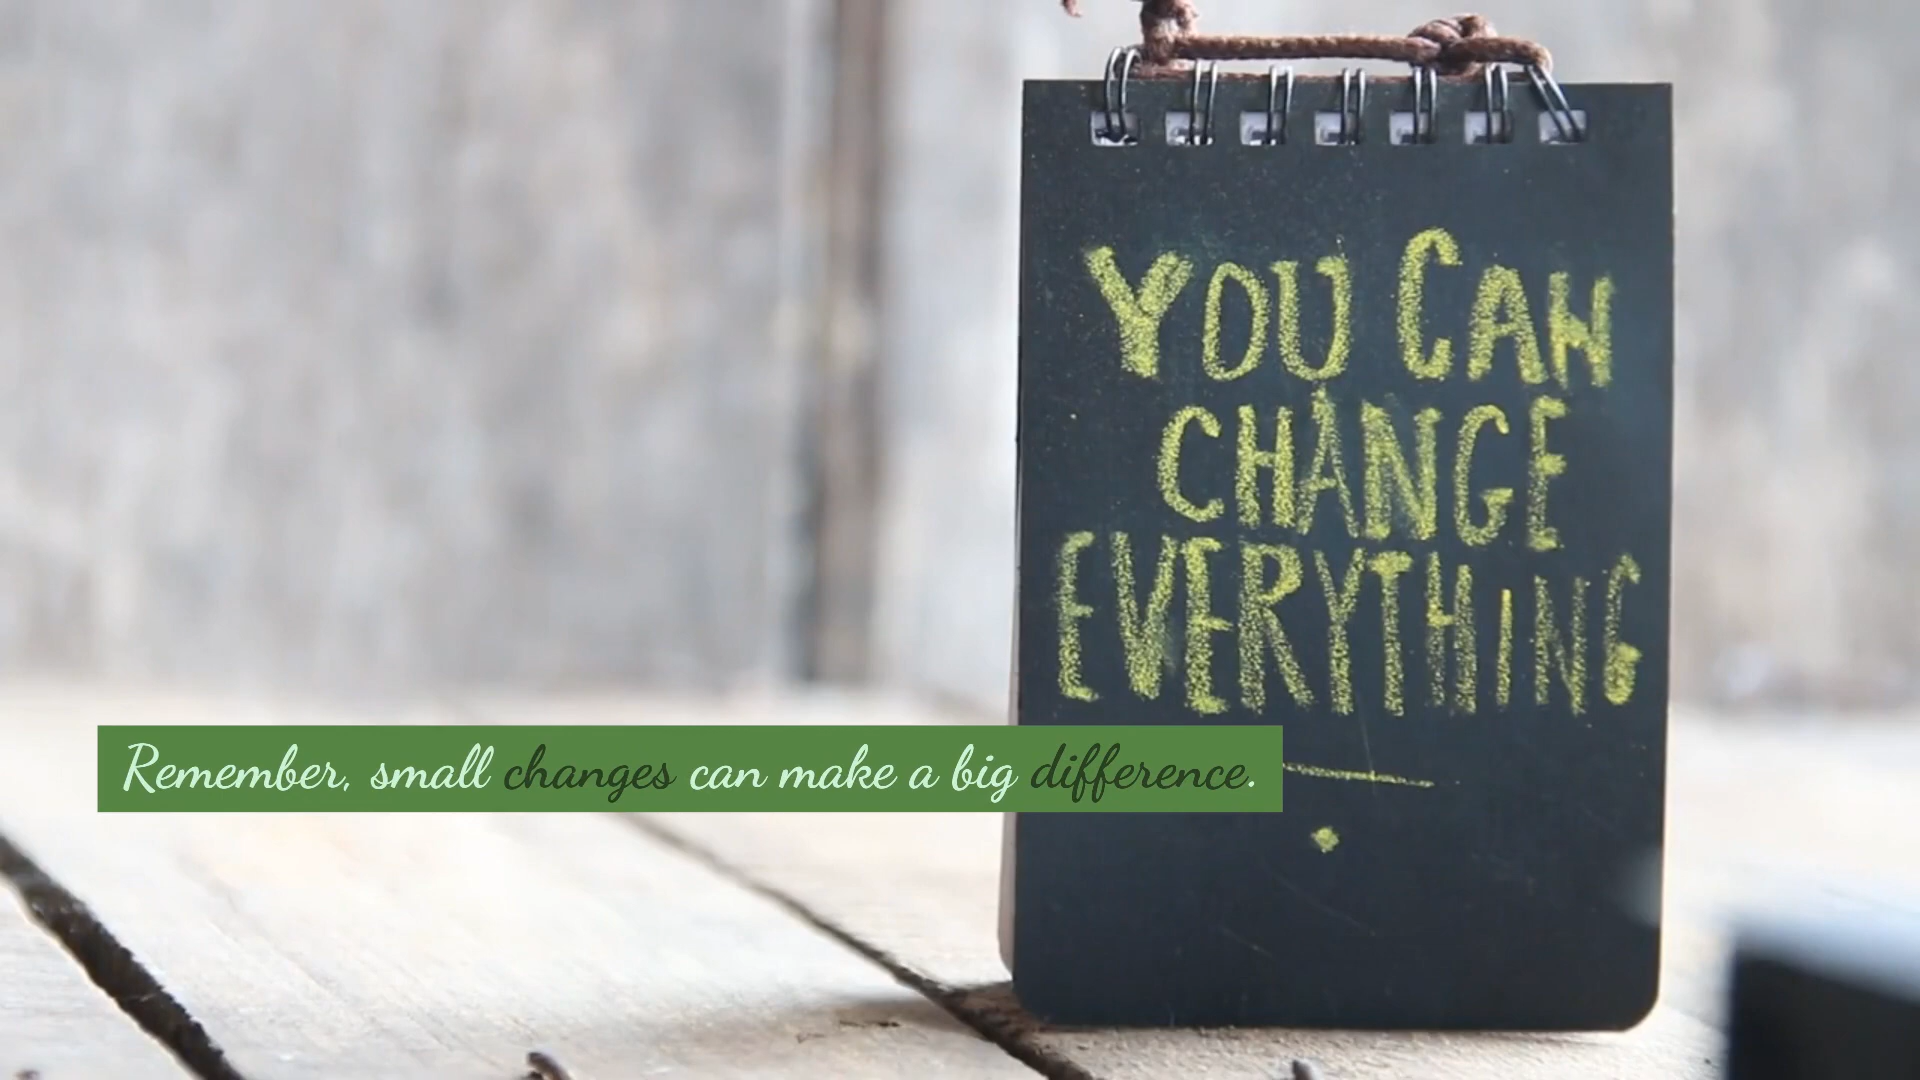 YOU CAN
CHANGE
EVERYTHING
Remember, small changes can make a big difference.